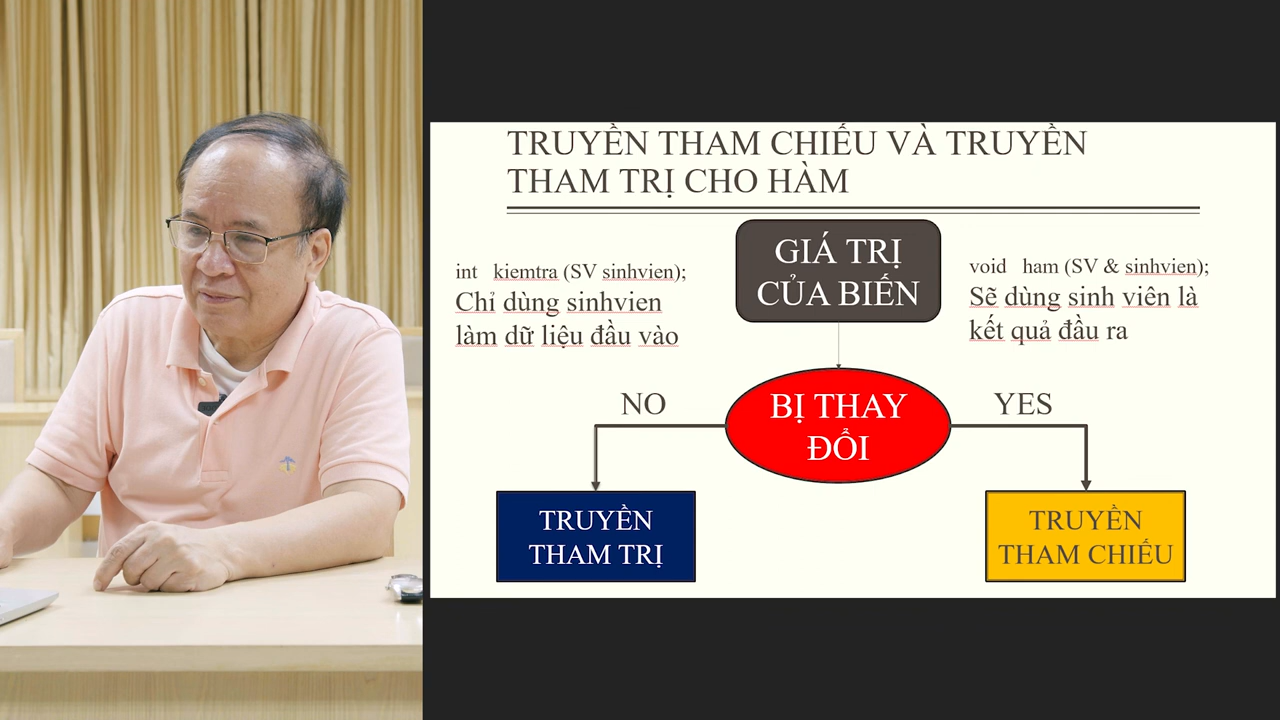 TRUYỀN THAM CHIẾU VÀ TRUYỀN
THAM TRỊ CHO HÀM
GIÁ TRỊ
CỦA BIẾN
int kiemtra (SV sinhvien);
Chỉ dùng sinhvien
làm dữ liệu đầu vào
void ham (SV & sinhvien);
Sẽ dùng sinh viên là
kết quả đầu ra
NO
BỊ THAY
ĐỔI
YES
TRUYỀN
THAM TRỊ
TRUYỀN
THAM CHIẾU